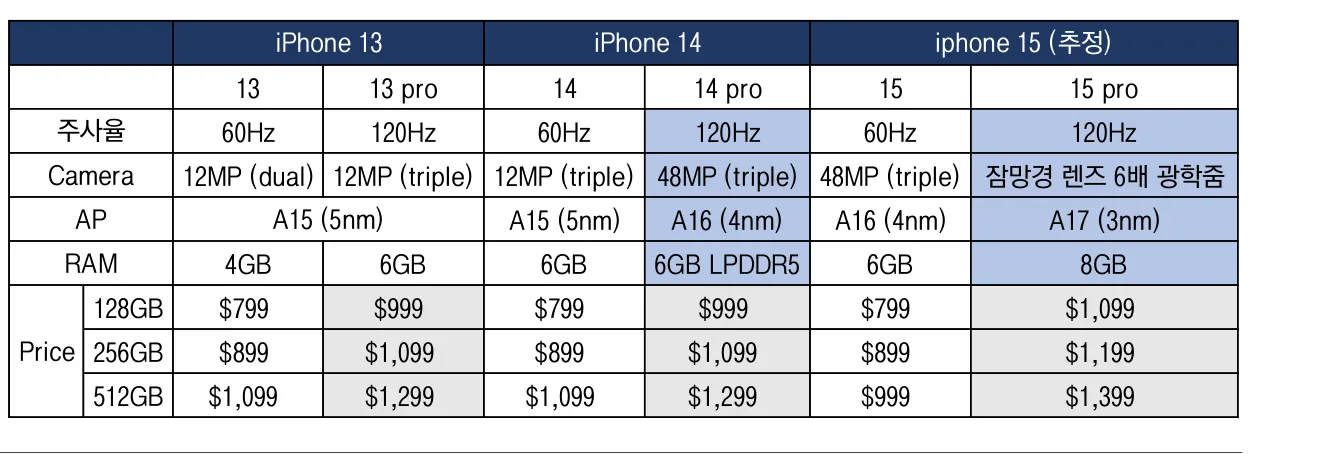 iPhone 13 iPhone 14 iphone 15 (추정)
13 13 pro 14 14 pro 15 15 pro
주사율 60Hz 120Hz 60Hz 120Hz 60Hz 120Hz
Camera 12MP (dual) 12MP (triple) 12MP (triple) 48MP (triple) 48MP (triple) 잠망경 렌즈 6배 광학줌
AP A15 (5nm) A15 (5nm) A16 (4nm) A16 (4nm) A17 (3nm)
RAM 4GB 6GB 6GB 6GB LPDDR5 6GB 8GB
Price 128GB $799 $999 $799 $999 $799 $1,099
256GB $899 $1,099 $899 $1,099 $899 $1,199
512GB $1,099 $1,299 $1,099 $1,299 $999 $1,399